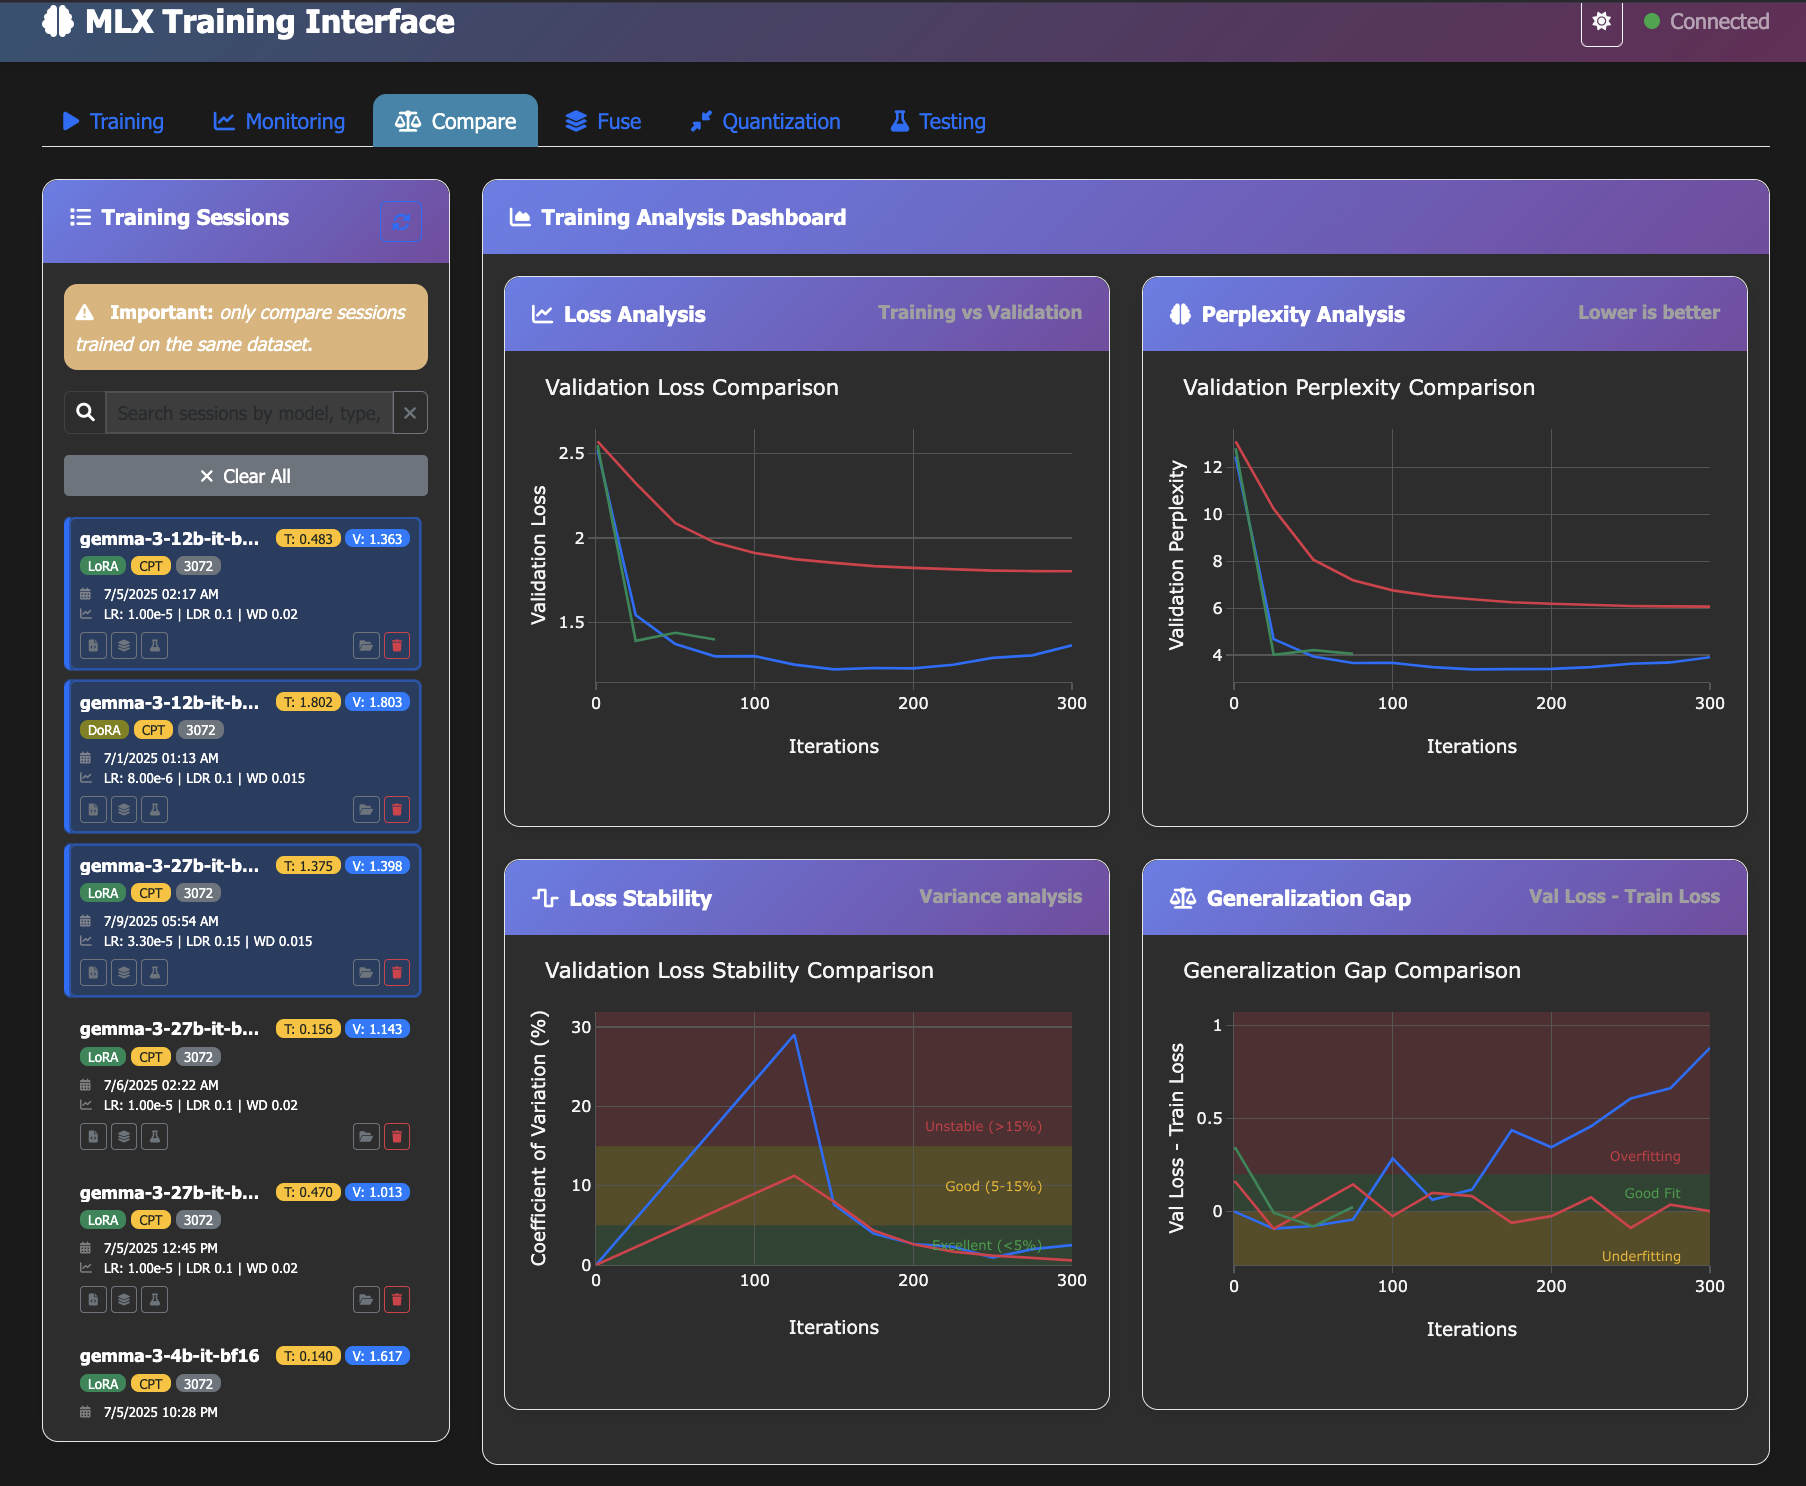 MLX Training Interface
Connected
Training
Monitoring
Compare
Fuse
Quantization
Testing
Training Sessions
Important: only compare sessions
trained on the same dataset.
Search sessions by model, type,
Clear All
gemma-3-12b-it-b... T: 0.483 V: 1.363
LoRA CPT 3072
7/5/2025 02:17 AM
LR: 1.00e-5 | LDR 0.1 | WD 0.02
gemma-3-12b-it-b... T: 1.802 V: 1.803
DoRA CPT 3072
7/1/2025 01:13 AM
LR: 8.00e-6 | LDR 0.1 | WD 0.015
gemma-3-27b-it-b... T: 1.375 V: 1.398
LoRA CPT 3072
7/9/2025 05:54 AM
LR: 3.30e-5 | LDR 0.15 | WD 0.015
gemma-3-27b-it-b... T: 0.156 V: 1.143
LoRA CPT 3072
7/6/2025 02:22 AM
LR: 1.00e-5 | LDR 0.1 | WD 0.02
gemma-3-27b-it-b... T: 0.470 V: 1.013
LoRA CPT 3072
7/5/2025 12:45 PM
LR: 1.00e-5 | LDR 0.1 | WD 0.02
gemma-3-4b-it-bf16 T: 0.140 V: 1.617
LoRA CPT 3072
7/5/2025 10:28 PM
Training Analysis Dashboard
Loss Analysis
Training vs Validation
Validation Loss Comparison
Validation Loss
2.5
2
1.5
0 100 200 300
Iterations
Perplexity Analysis
Lower is better
Validation Perplexity Comparison
Validation Perplexity
12
10
8
6
4
0 100 200 300
Iterations
Loss Stability
Variance analysis
Validation Loss Stability Comparison
Coefficient of Variation (%)
30
20
10
0
Unstable (>15%)
Good (5-15%)
Excellent (<5%)
0 100 200 300
Iterations
Generalization Gap
Val Loss - Train Loss
Generalization Gap Comparison
Val Loss - Train Loss
1
0.5
0
Overfitting
Good Fit
Underfitting
0 100 200 300
Iterations